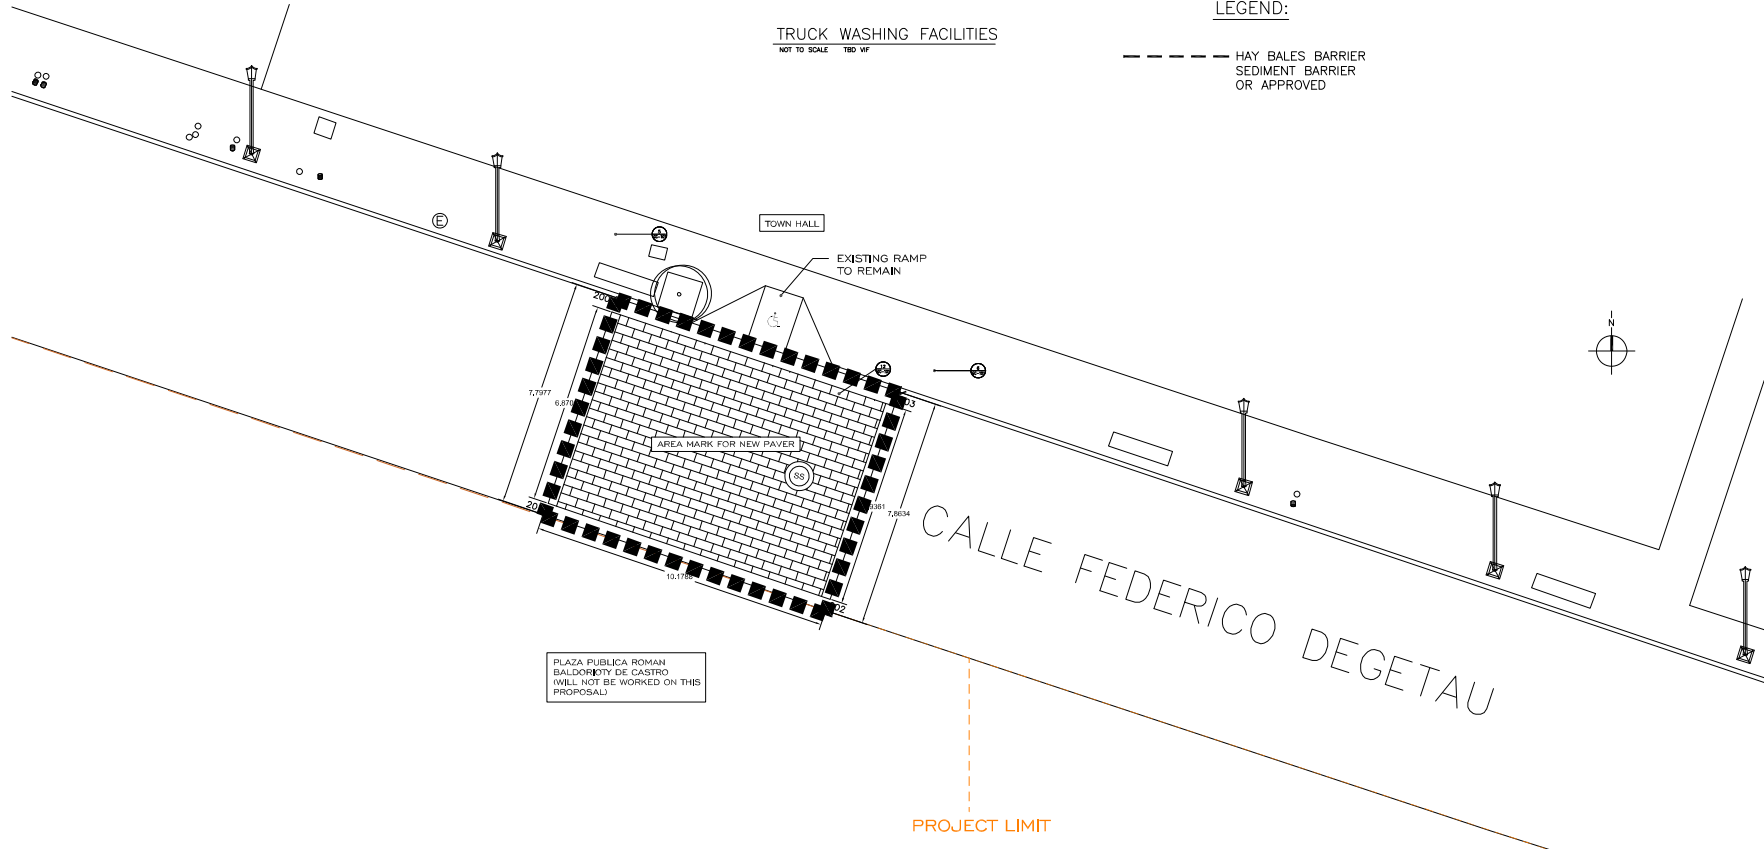 LEGEND:
TRUCK WASHING FACILITIES
NOT TO SCALE TBD VIF
HAY BALES BARRIER
SEDIMENT BARRIER
OR APPROVED
E
TOWN HALL
EXISTING RAMP
TO REMAIN
N
7.7977
AREA MARK FOR NEW PAVER
SS
7.8634
10.1788
CALLE FEDERICO DEGETAU
PLAZA PUBLICA ROMAN
BALDORIOTY DE CASTRO
(WILL NOT BE WORKED ON THIS
PROPOSAL)
PROJECT LIMIT